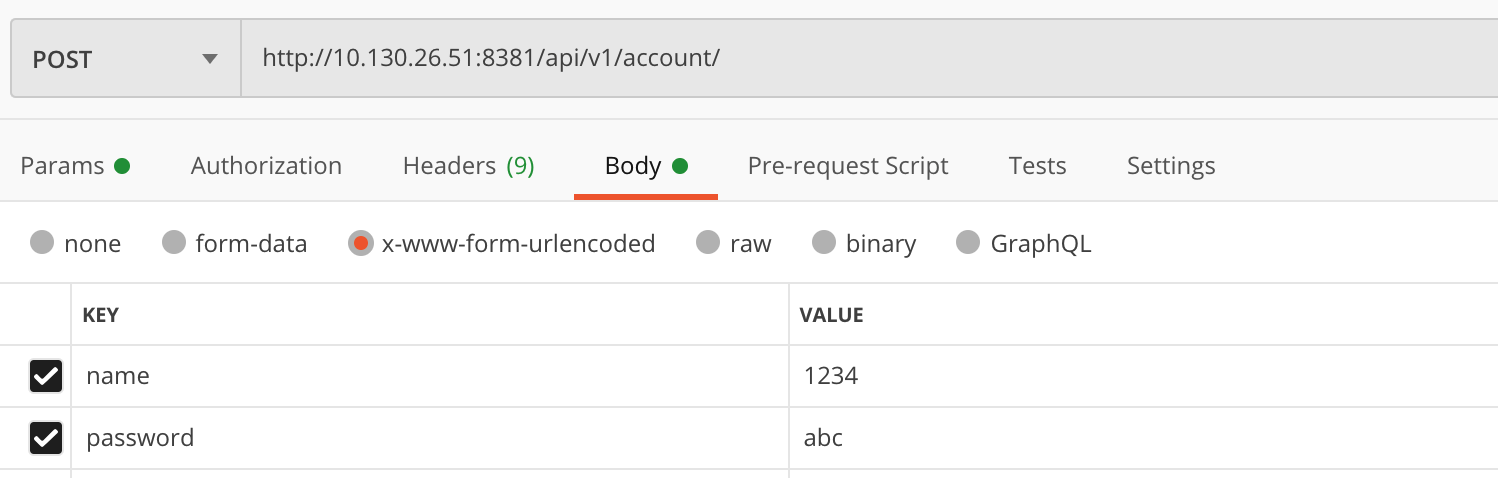 POST http://10.130.26.51:8381/api/v1/account/
Params Authorization Headers (9) Body Pre-request Script Tests Settings
none form-data x-www-form-urlencoded raw binary GraphQL
KEY VALUE
name 1234
password abc